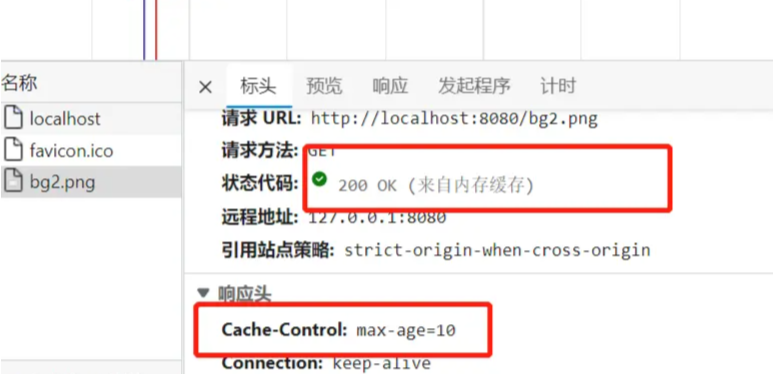 名称
localhost
favicon.ico
bg2.png
标头 预览 响应 发起程序 计时
请求 URL: http://localhost:8080/bg2.png
请求方法: GET
状态代码: 200 OK (来自内存缓存)
远程地址: 127.0.0.1:8080
引用站点策略: strict-origin-when-cross-origin
响应头
Cache-Control: max-age=10
Connection: keep-alive